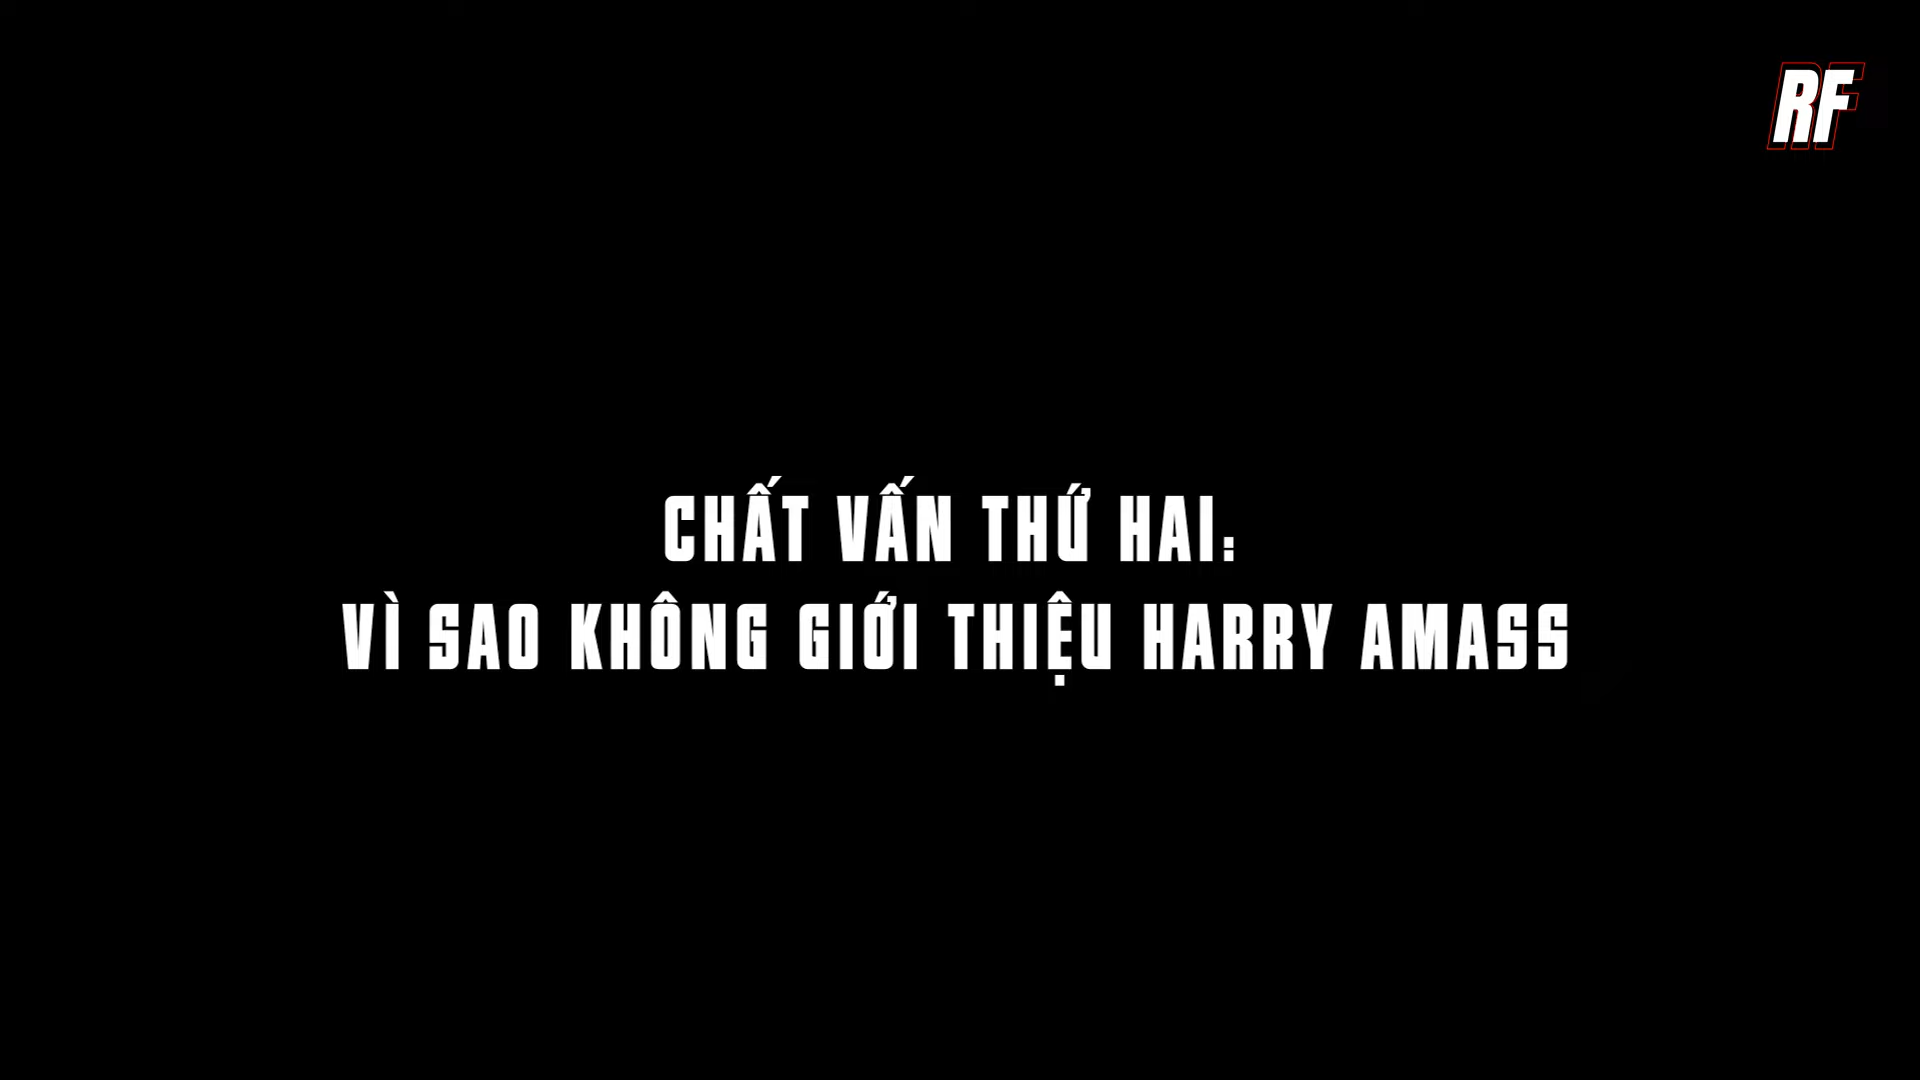 RF
CHẤT VẤN THỨ HAI:
VÌ SAO KHÔNG GIỚI THIỆU HARRY AMASS